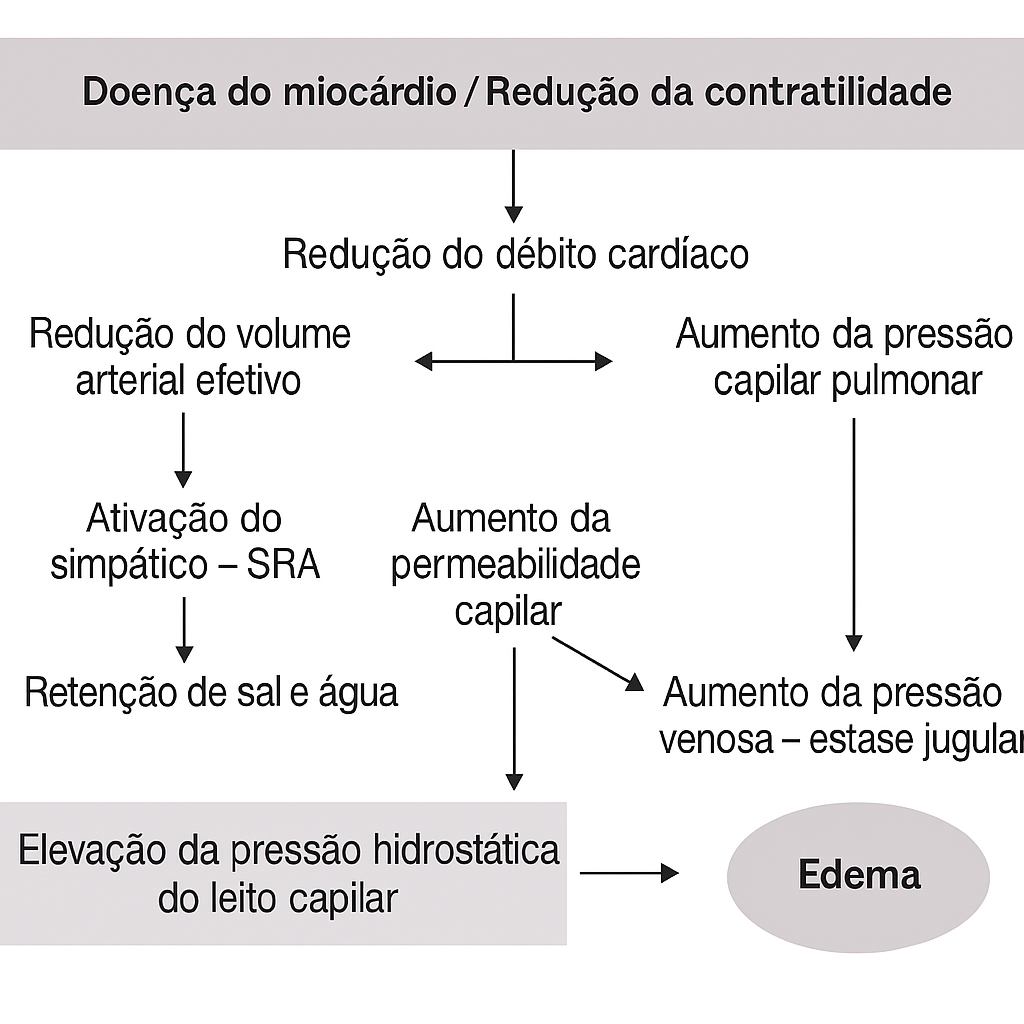 Doença do miocárdio / Redução da contratilidade
Redução do débito cardíaco
Redução do volume
arterial efetivo
Aumento da pressão
capilar pulmonar
Ativação do
simpático – SRA
Aumento da
permeabilidade
capilar
Retenção de sal e água
Aumento da pressão
venosa – estase jugular
Elevação da pressão hidrostática
do leito capilar
Edema